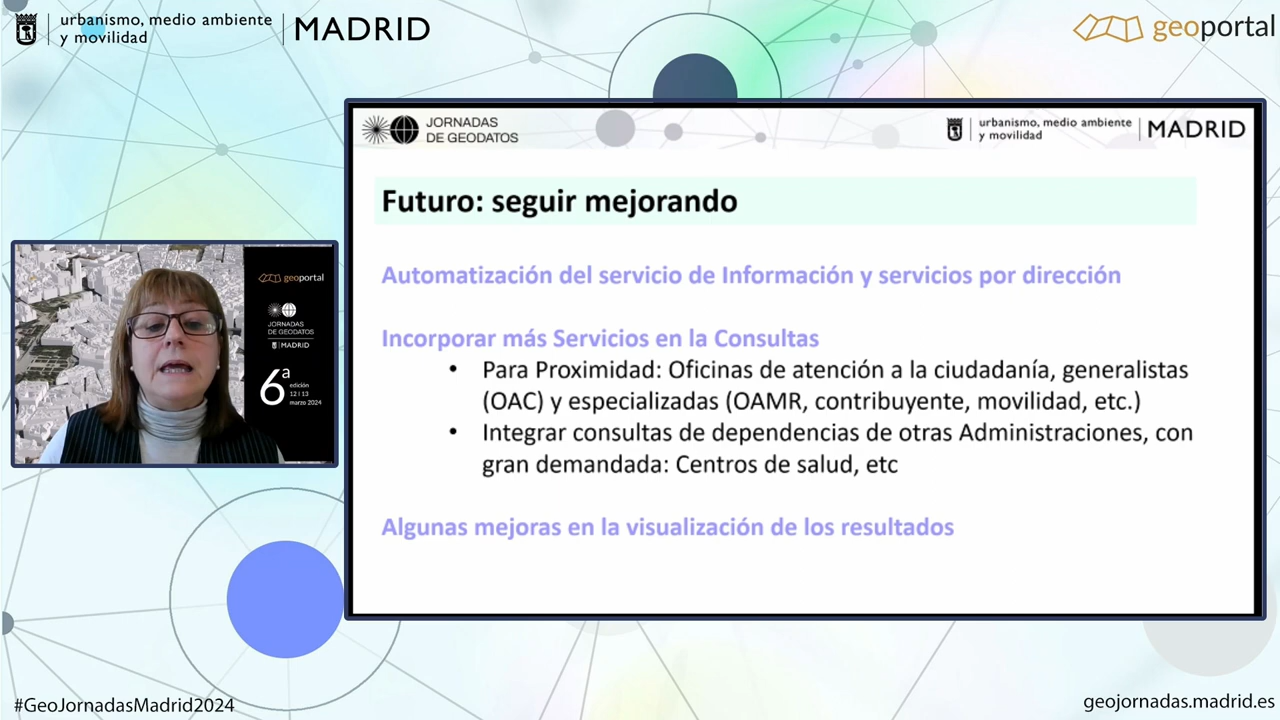 urbanismo, medio ambiente
y movilidad
MADRID
geoportal
JORNADAS
DE GEODATOS
urbanismo, medio ambiente
y movilidad
MADRID
Futuro: seguir mejorando
Automatización del servicio de Información y servicios por dirección
Incorporar más Servicios en la Consultas
• Para Proximidad: Oficinas de atención a la ciudadanía, generalistas
(OAC) y especializadas (OAMR, contribuyente, movilidad, etc.)
• Integrar consultas de dependencias de otras Administraciones, con
gran demandada: Centros de salud, etc
Algunas mejoras en la visualización de los resultados
geoportal
JORNADAS
DE GEODATOS
MADRID
6ª
edición
12 i 13
marzo 2024
#GeoJornadasMadrid2024
geojornadas.madrid.es